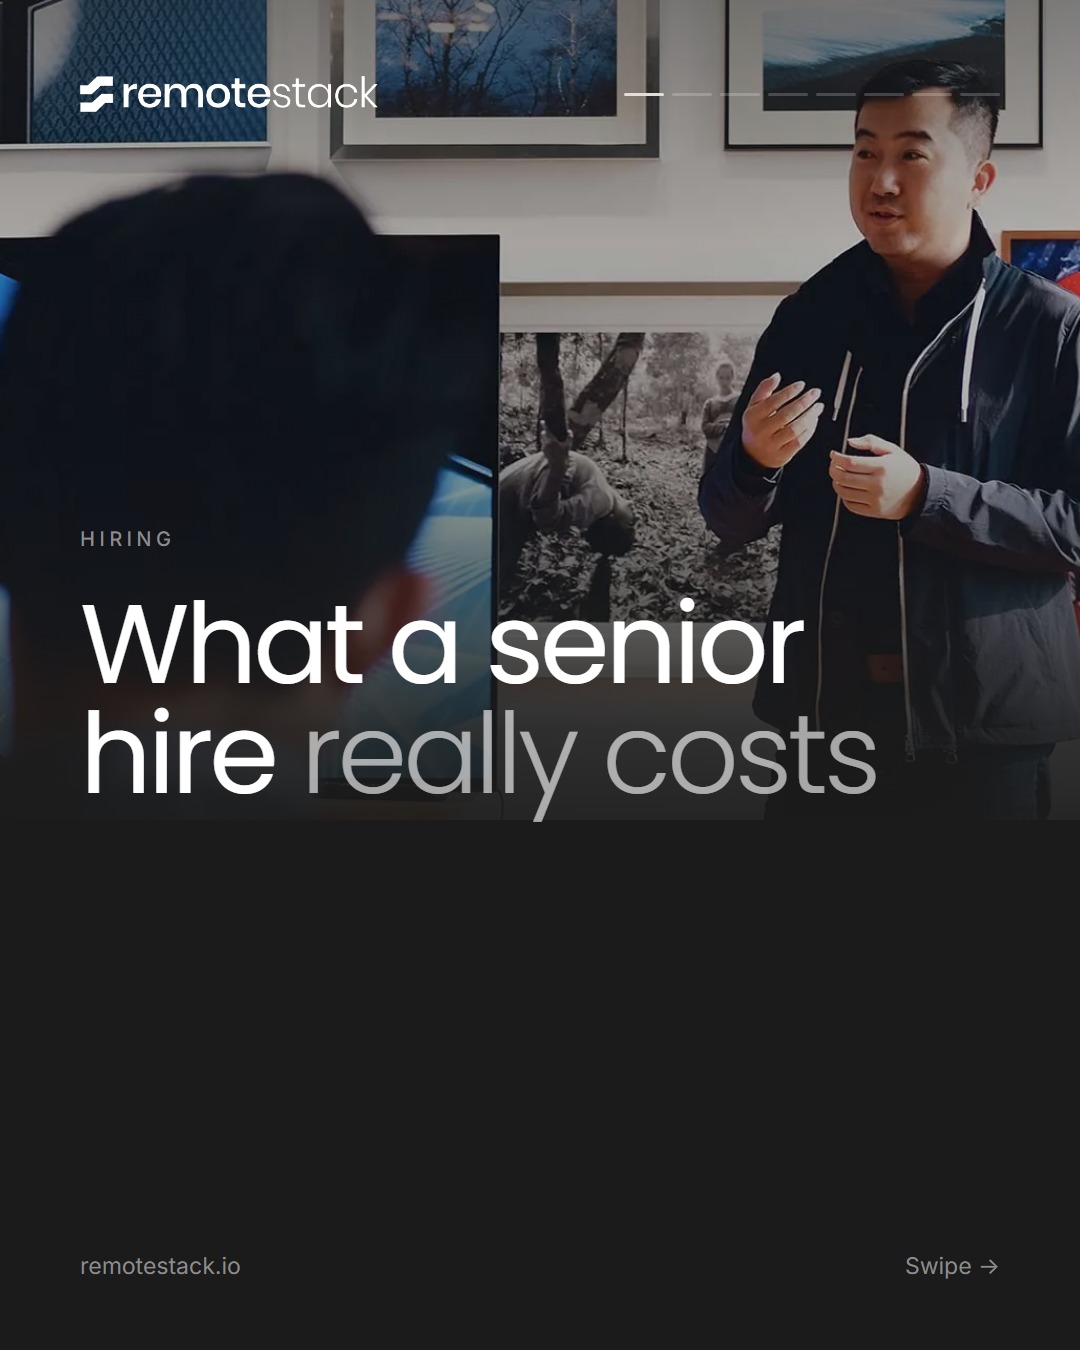 remotestack
HIRING
What a senior
hire really costs
remotestack.io
Swipe →